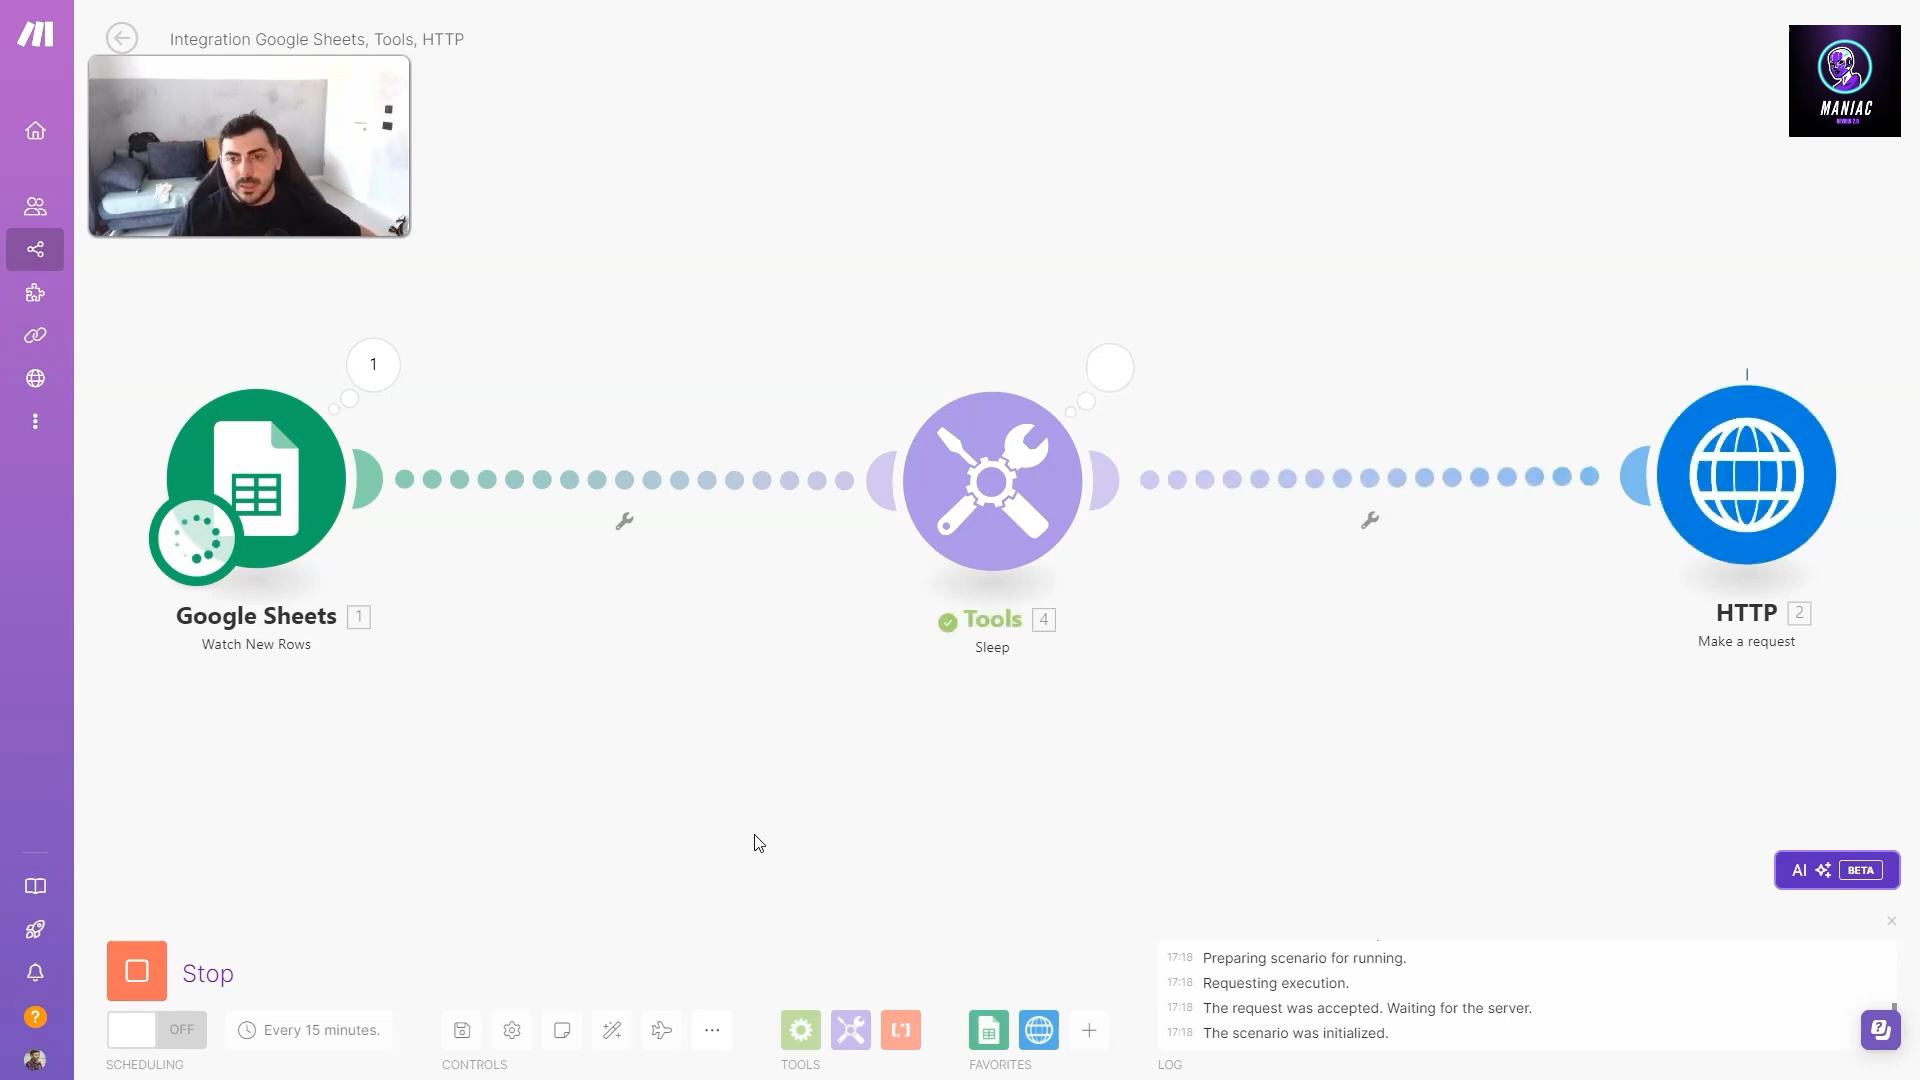 Integration Google Sheets, Tools, HTTP
MANIAC
1
Google Sheets 1
Watch New Rows
Tools 4
Sleep
HTTP 2
Make a request
AI BETA
Stop
17:18 Preparing scenario for running.
17:18 Requesting execution.
17:18 The request was accepted. Waiting for the server.
17:18 The scenario was initialized.
OFF
Every 15 minutes.
SCHEDULING
CONTROLS
TOOLS
FAVORITES
LOG